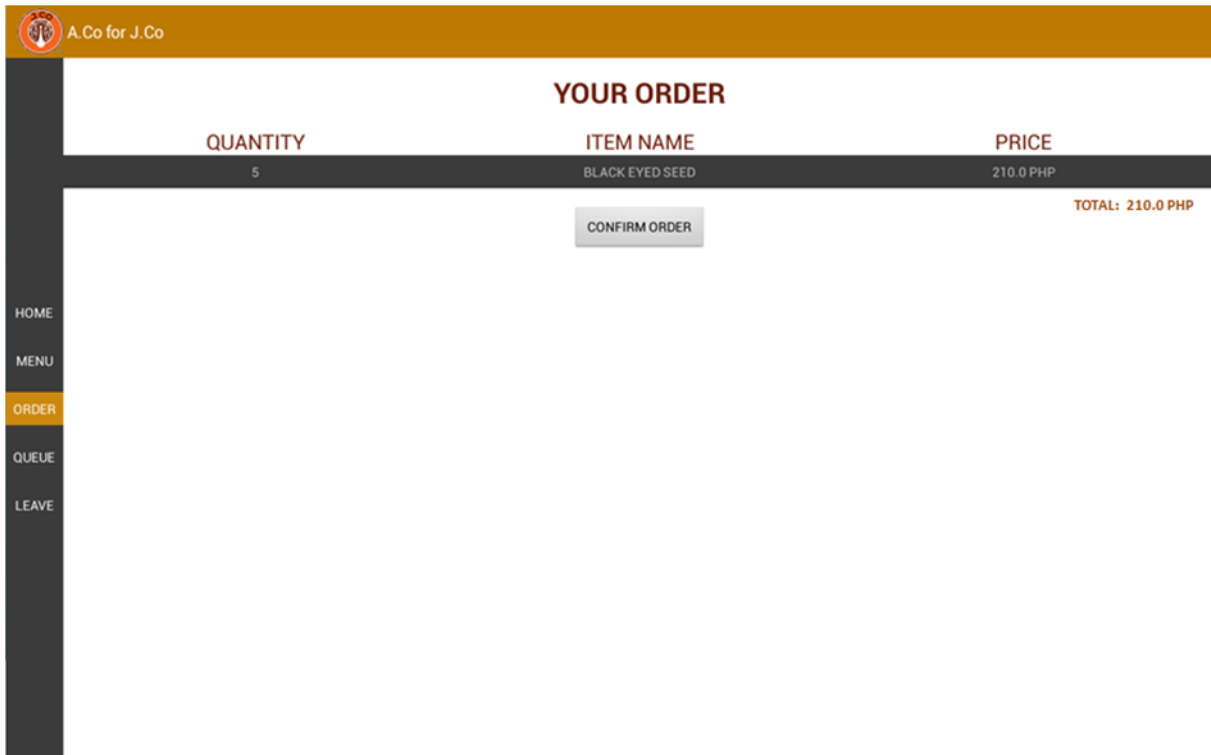 J.CO
A.Co for J.Co
YOUR ORDER
QUANTITY ITEM NAME PRICE
5 BLACK EYED SEED 210.0 PHP
TOTAL: 210.0 PHP
CONFIRM ORDER
HOME
MENU
ORDER
QUEUE
LEAVE